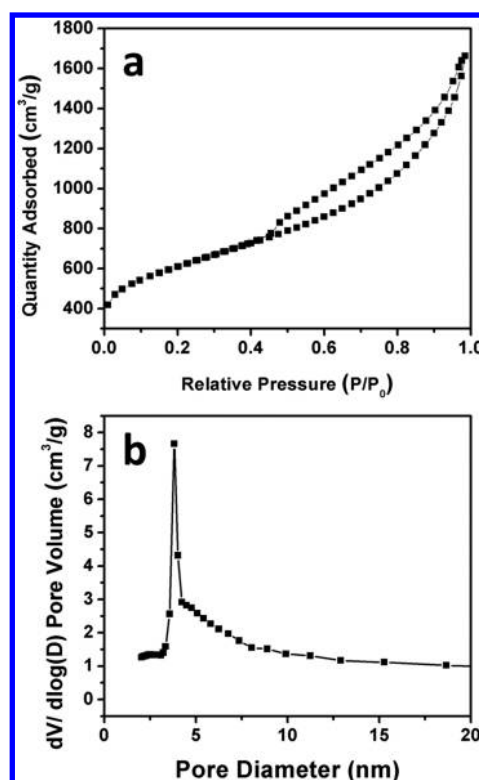 a
Quantity Adsorbed (cm³/g)
1800
1600
1400
1200
1000
800
600
400
0.0 0.2 0.4 0.6 0.8 1.0
Relative Pressure (P/P₀)
b
dV/ dlog(D) Pore Volume (cm³/g)
8
7
6
5
4
3
2
1
0
5 10 15 20
Pore Diameter (nm)